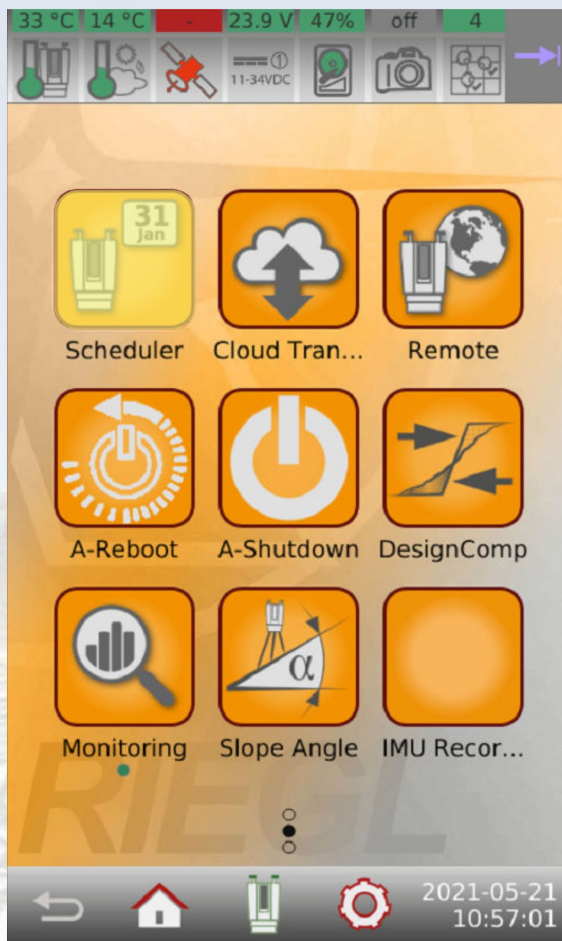 33 °C 14 °C - 23.9 V 47% off 4
11-34VDC
31
Jan
Scheduler Cloud Tran... Remote
A-Reboot A-Shutdown DesignComp
α
Monitoring Slope Angle IMU Recor...
RIEGL
2021-05-21
10:57:01